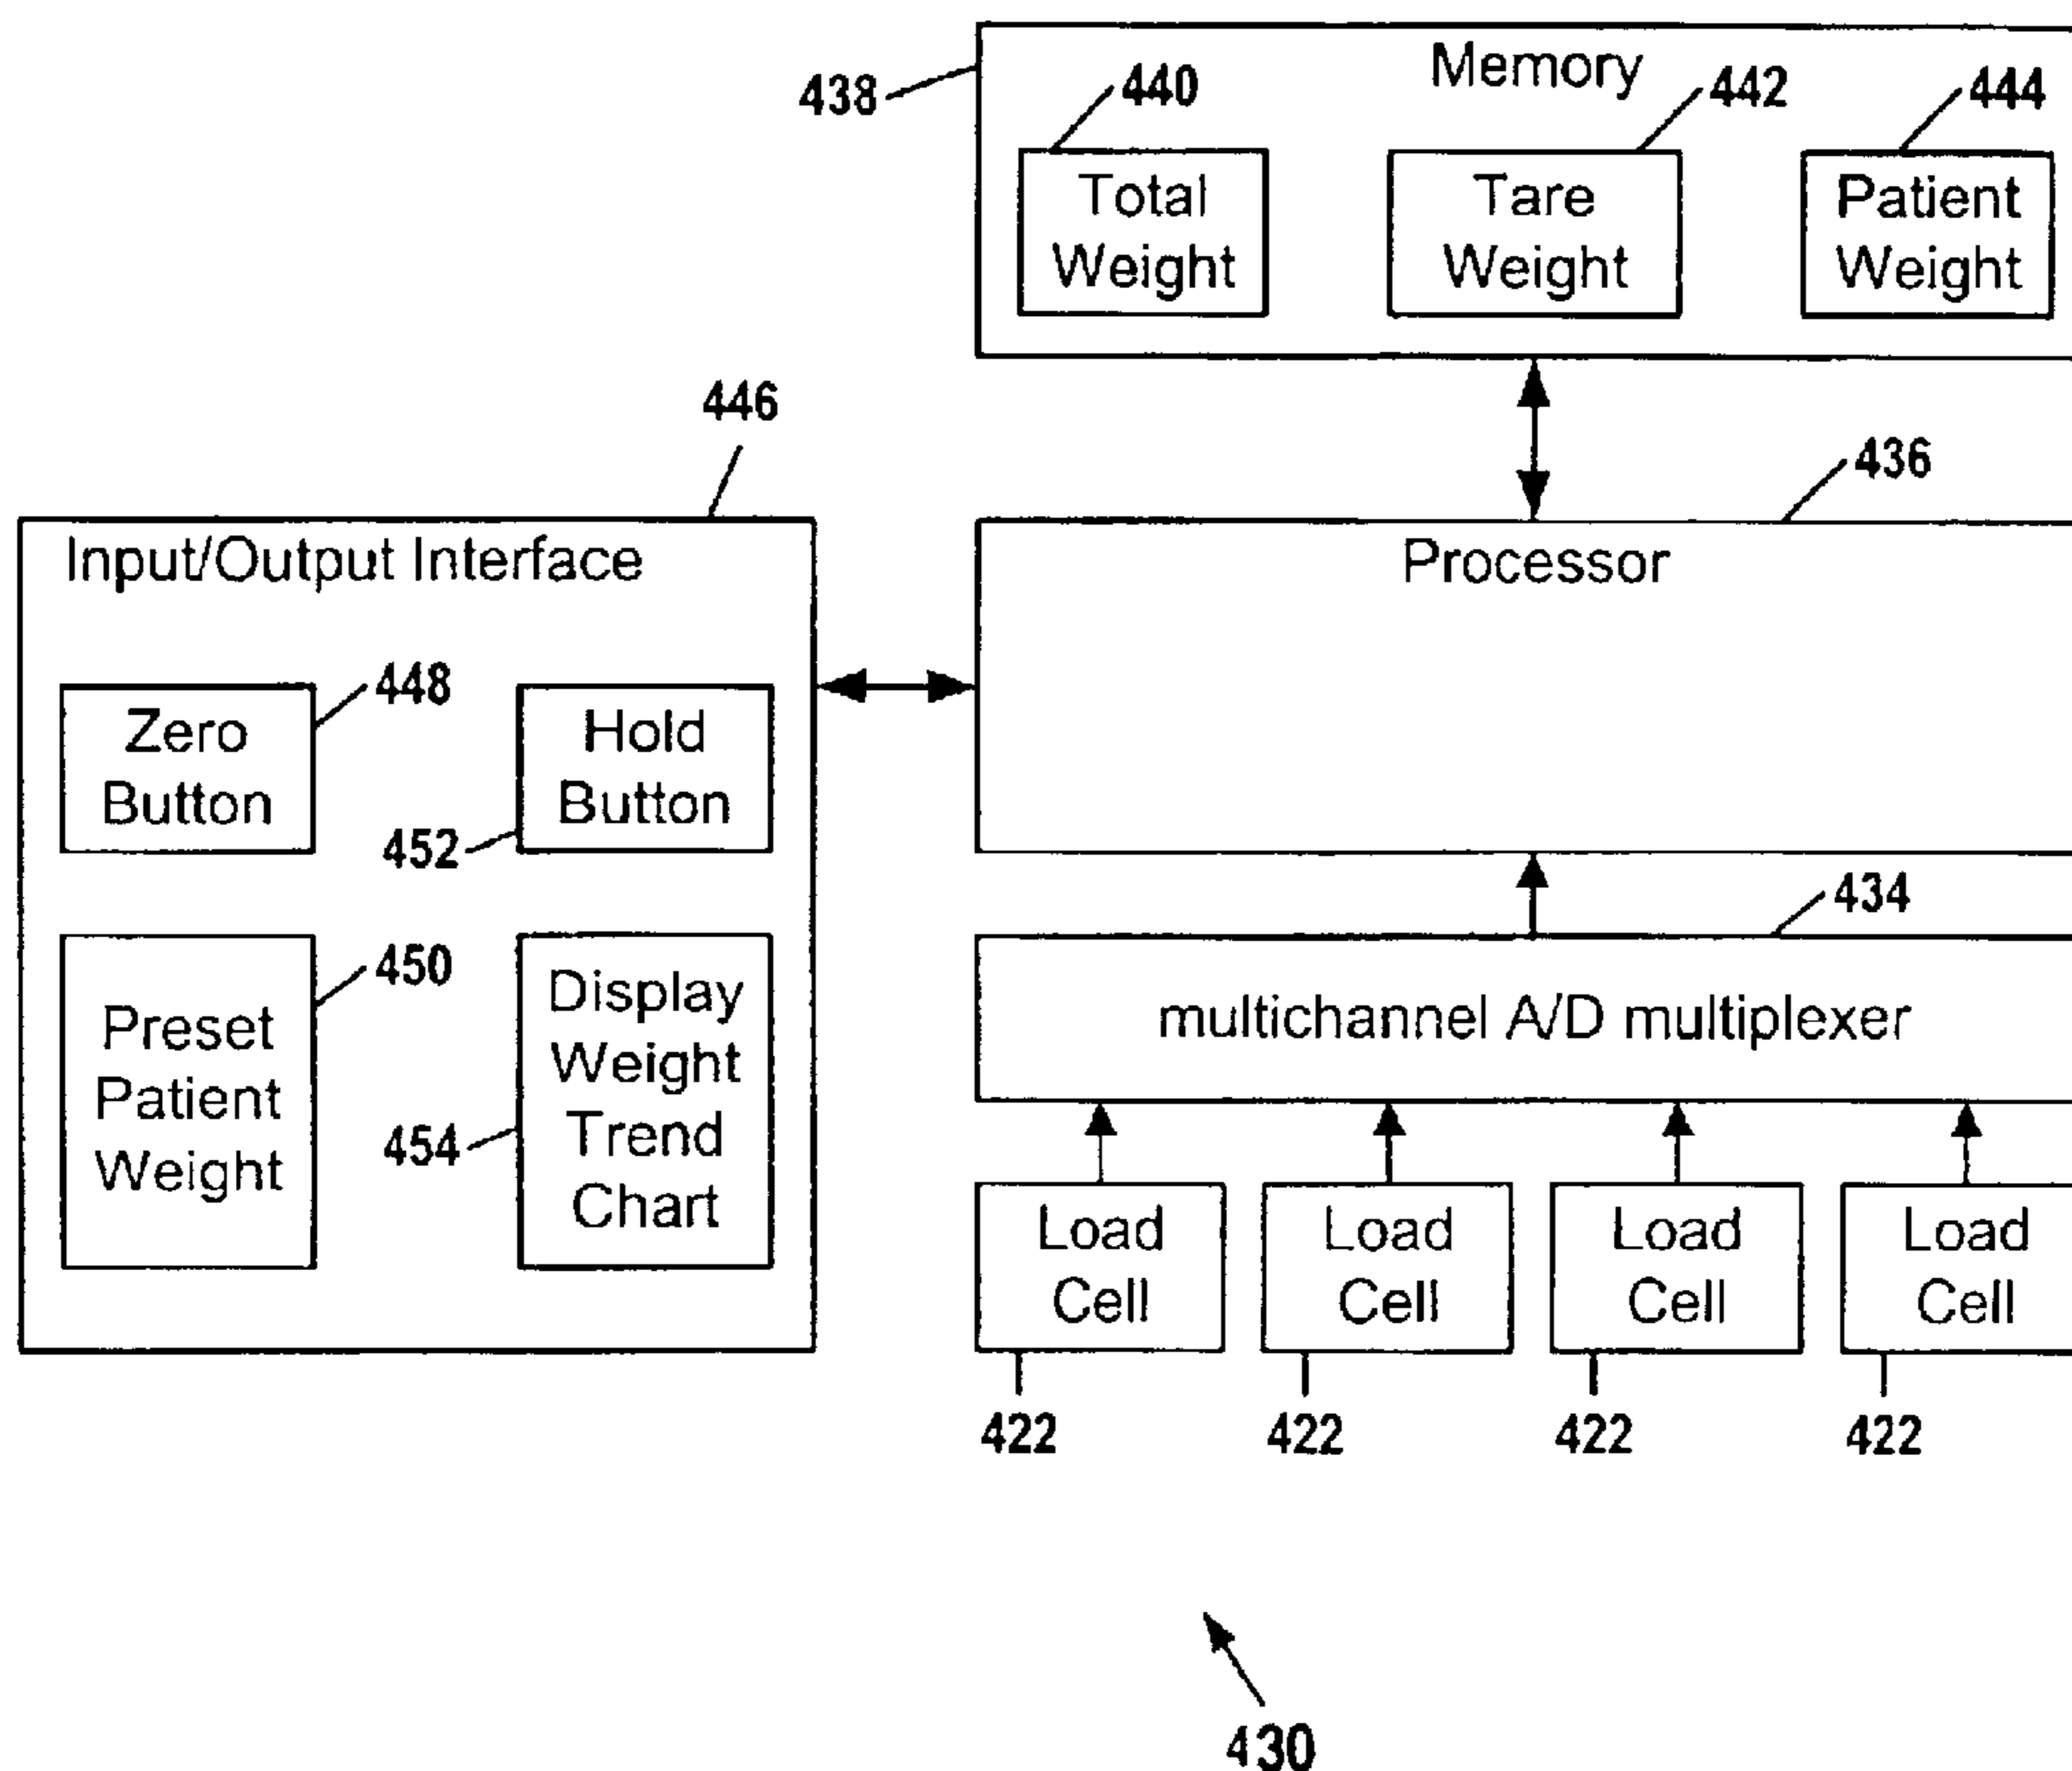 Memory
438
440
442
444
Total
Weight
Tare
Weight
Patient
Weight
446
436
Input/Output Interface
Processor
Zero
Button
448
Hold
Button
452
434
Preset
Patient
Weight
450
Display
Weight
Trend
Chart
454
multichannel A/D multiplexer
Load
Cell
Load
Cell
Load
Cell
Load
Cell
422
422
422
422
430